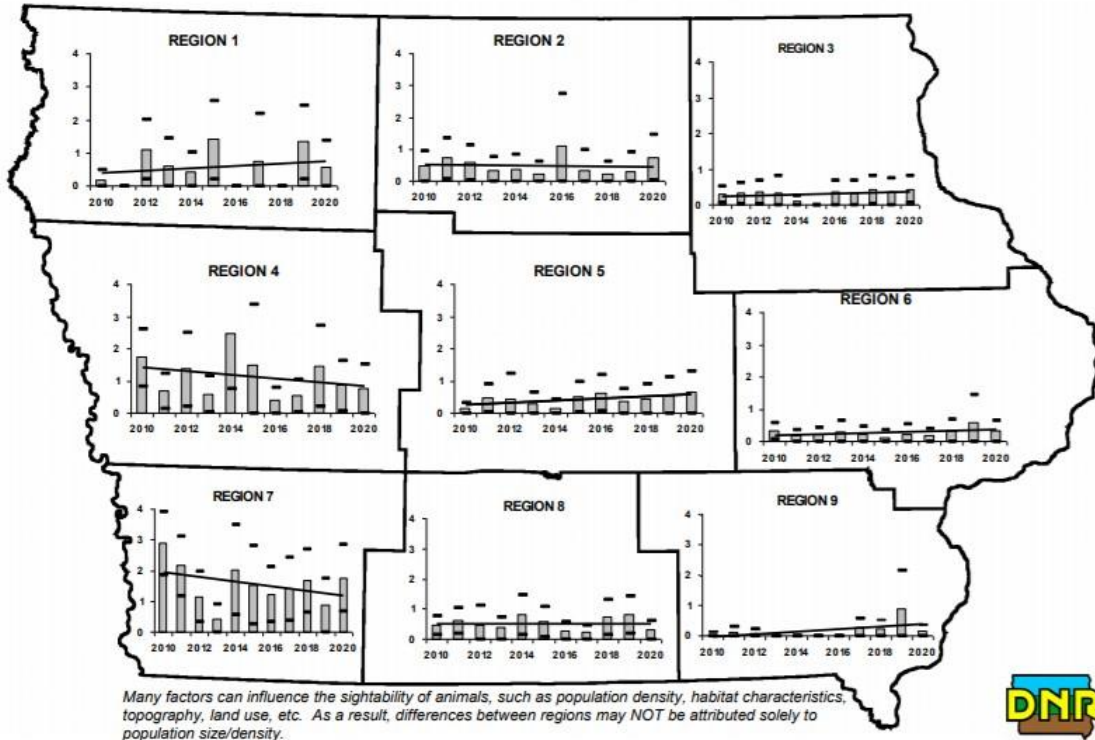 REGION 1
4
3
2
1
0
2010 2012 2014 2016 2018 2020
REGION 2
4
3
2
1
0
2010 2012 2014 2016 2018 2020
REGION 3
4
3
2
1
0
2010 2012 2014 2016 2018 2020
REGION 4
4
3
2
1
0
2010 2012 2014 2016 2018 2020
REGION 5
4
3
2
1
0
2010 2012 2014 2016 2018 2020
REGION 6
4
3
2
1
0
2010 2012 2014 2016 2018 2020
REGION 7
4
3
2
1
0
2010 2012 2014 2016 2018 2020
REGION 8
4
3
2
1
0
2010 2012 2014 2016 2018 2020
REGION 9
4
3
2
1
0
2010 2012 2014 2016 2018 2020
Many factors can influence the sightability of animals, such as population density, habitat characteristics,
topography, land use, etc. As a result, differences between regions may NOT be attributed solely to
population size/density.
DNR